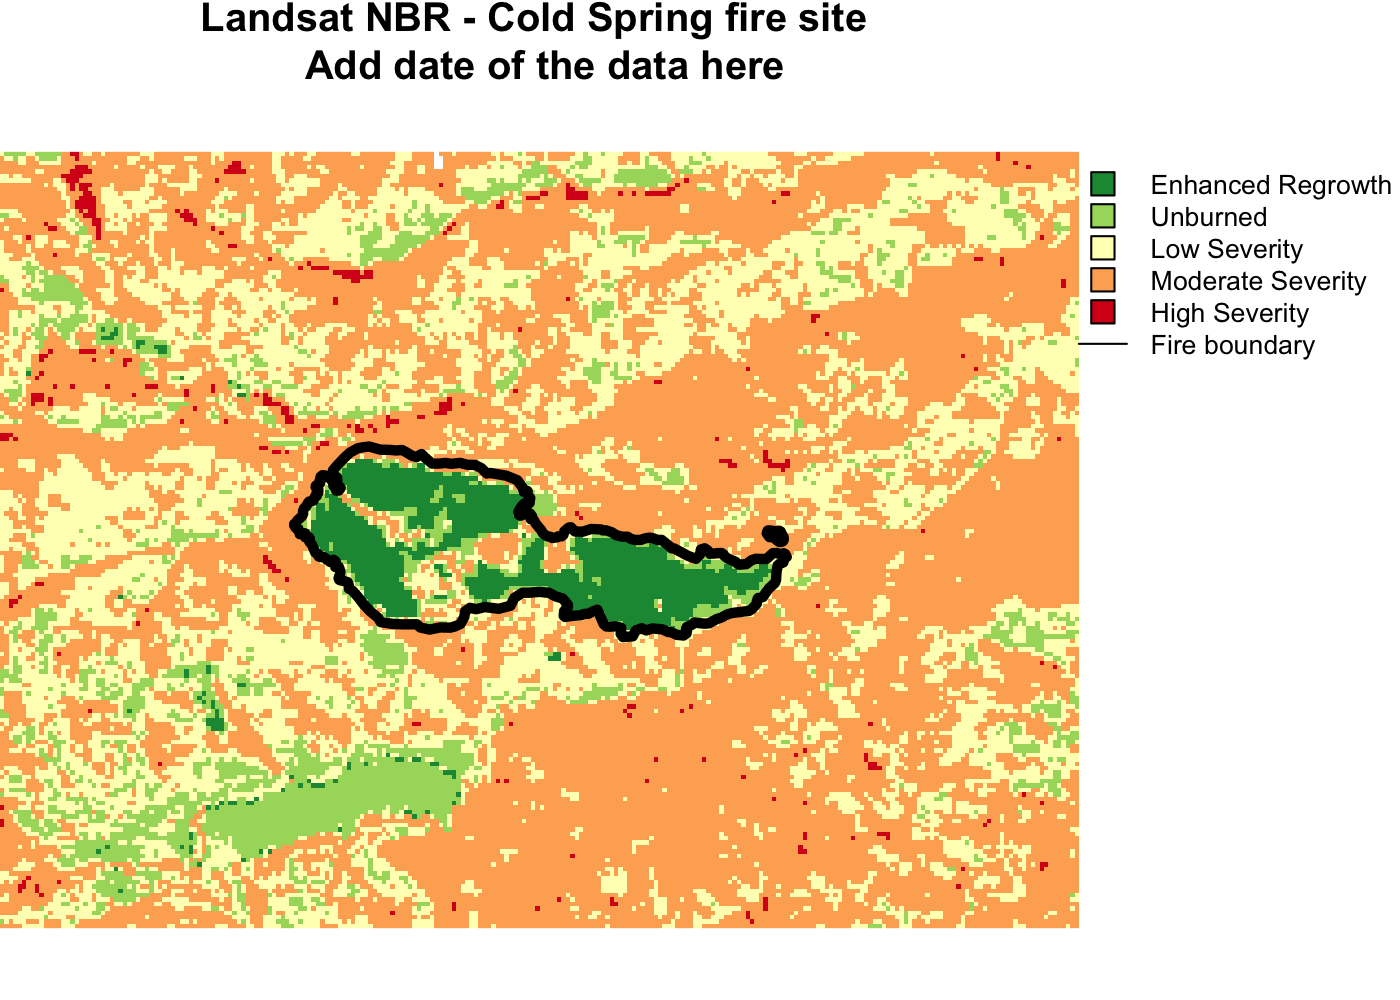 Landsat NBR - Cold Spring fire site
Add date of the data here
Enhanced Regrowth
Unburned
Low Severity
Moderate Severity
High Severity
Fire boundary